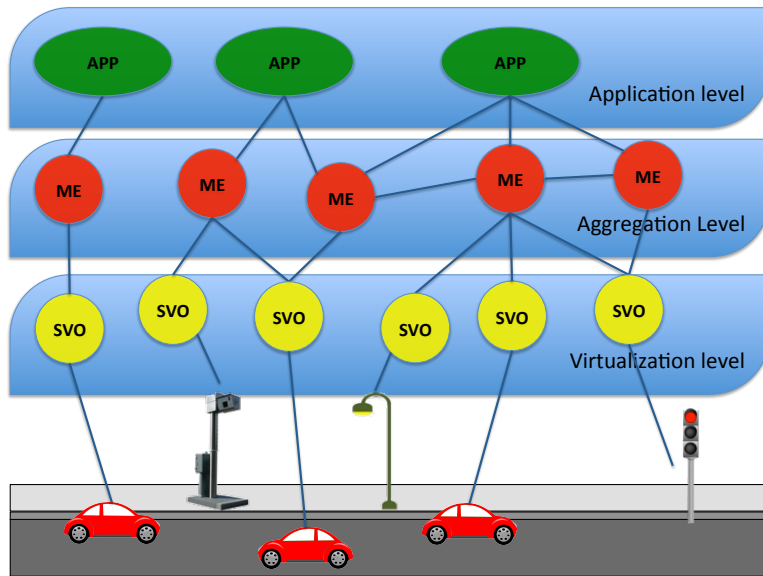 APP
APP
APP
Application level
ME
ME
ME
ME
ME
Aggregation Level
SVO
SVO
SVO
SVO
SVO
SVO
Virtualization level